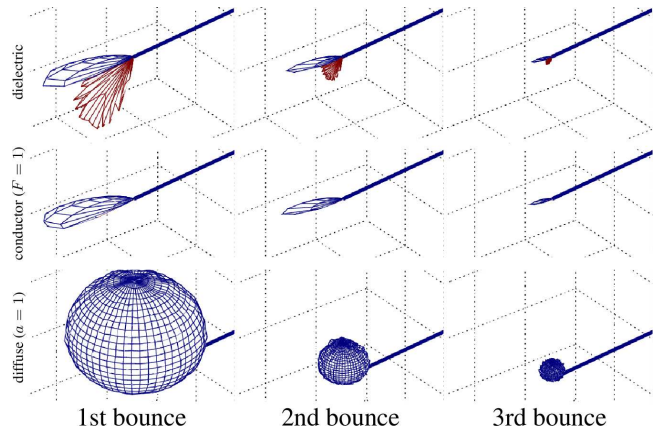 dielectric
conductor (F = 1)
diffuse (a = 1)
1st bounce 2nd bounce 3rd bounce